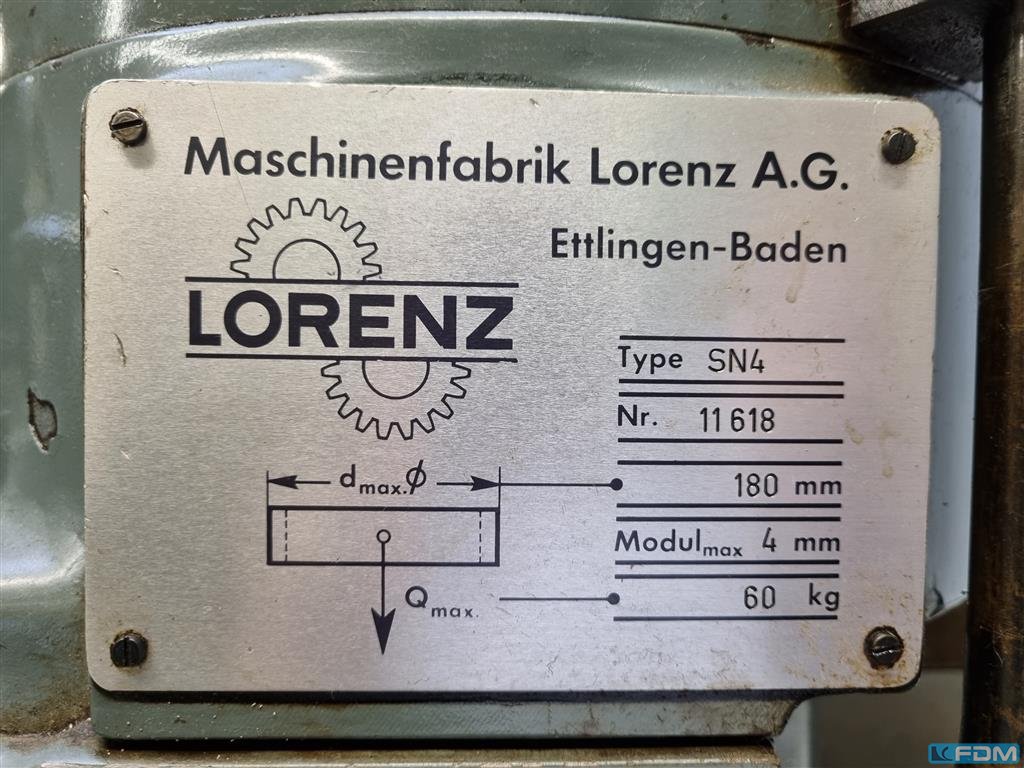 Maschinenfabrik Lorenz A.G.
Ettlingen-Baden
LORENZ
Type SN4
Nr. 11 618
dmax. ϕ 180 mm
Modulmax 4 mm
Qmax. 60 kg
FDM